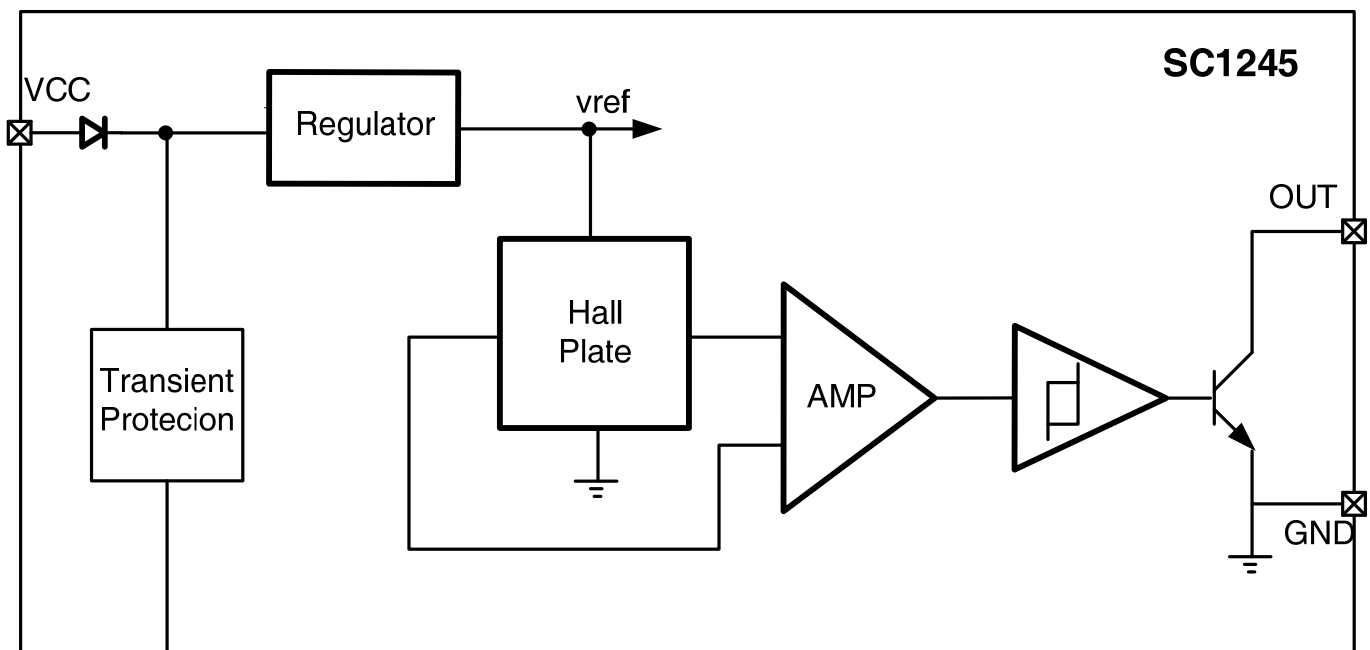 SC1245
VCC
vref
Regulator
OUT
Hall
Plate
Transient
Protecion
AMP
GND